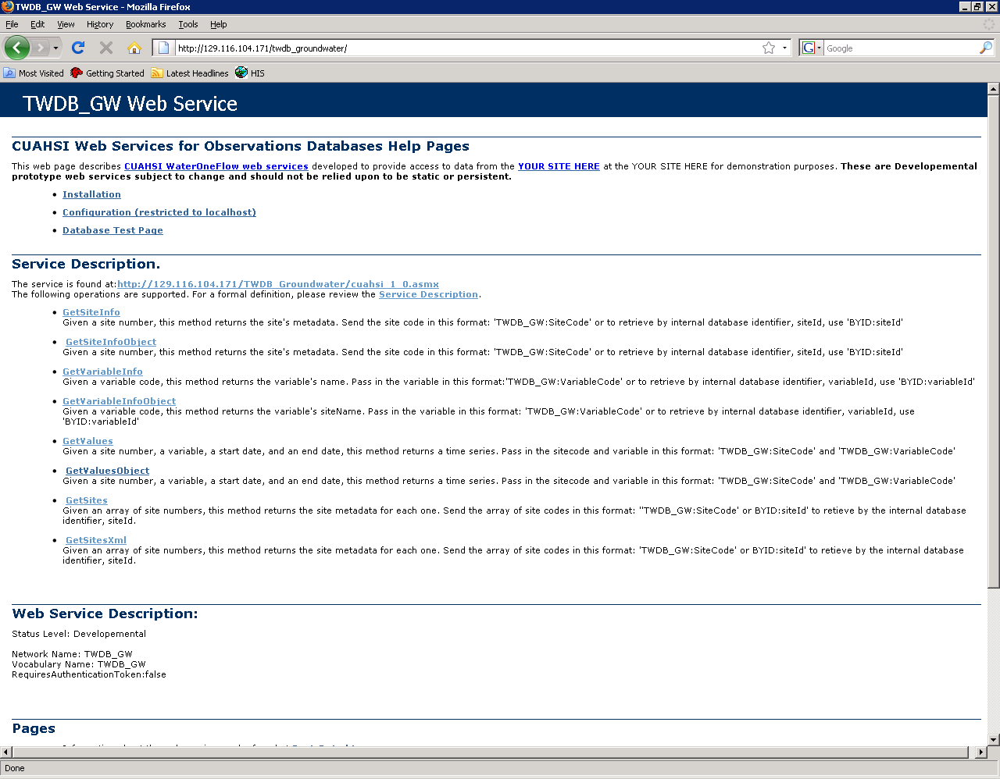 TWDB_GW Web Service - Mozilla Firefox
File Edit View History Bookmarks Tools Help
http://129.116.104.171/twdb_groundwater/
Google
Most Visited Getting Started Latest Headlines HIS
TWDB_GW Web Service
CUAHSI Web Services for Observations Databases Help Pages
This web page describes CUAHSI WaterOneFlow web services developed to provide access to data from the YOUR SITE HERE at the YOUR SITE HERE for demonstration purposes. These are Developemental
prototype web services subject to change and should not be relied upon to be static or persistent.
• Installation
• Configuration (restricted to localhost)
• Database Test Page
Service Description.
The service is found at:http://129.116.104.171/TWDB_Groundwater/cuahsi_1_0.asmx
The following operations are supported. For a formal definition, please review the Service Description.
• GetSiteInfo
Given a site number, this method returns the site's metadata. Send the site code in this format: 'TWDB_GW:SiteCode' or to retrieve by internal database identifier, siteId, use 'BYID:siteId'
• GetSiteInfoObject
Given a site number, this method returns the site's metadata. Send the site code in this format: 'TWDB_GW:SiteCode' or to retrieve by internal database identifier, siteId, use 'BYID:siteId'
• GetVariableInfo
Given a variable code, this method returns the variable's name. Pass in the variable in this format:'TWDB_GW:VariableCode' or to retrieve by internal database identifier, variableId, use 'BYID:variableId'
• GetVariableInfoObject
Given a variable code, this method returns the variable's siteName. Pass in the variable in this format: 'TWDB_GW:VariableCode' or to retrieve by internal database identifier, variableId, use
'BYID:variableId'
• GetValues
Given a site number, a variable, a start date, and an end date, this method returns a time series. Pass in the sitecode and variable in this format: 'TWDB_GW:SiteCode' and 'TWDB_GW:VariableCode'
• GetValuesObject
Given a site number, a variable, a start date, and an end date, this method returns a time series. Pass in the sitecode and variable in this format: 'TWDB_GW:SiteCode' and 'TWDB_GW:VariableCode'
• GetSites
Given an array of site numbers, this method returns the site metadata for each one. Send the array of site codes in this format: ''TWDB_GW:SiteCode' or BYID:siteId' to retieve by the internal database
identifier, siteId.
• GetSitesXml
Given an array of site numbers, this method returns the site metadata for each one. Send the array of site codes in this format: 'TWDB_GW:SiteCode' or BYID:siteId' to retieve by the internal database
identifier, siteId.
Web Service Description:
Status Level: Developemental
Network Name: TWDB_GW
Vocabulary Name: TWDB_GW
RequiresAuthenticationToken:false
Pages
Done